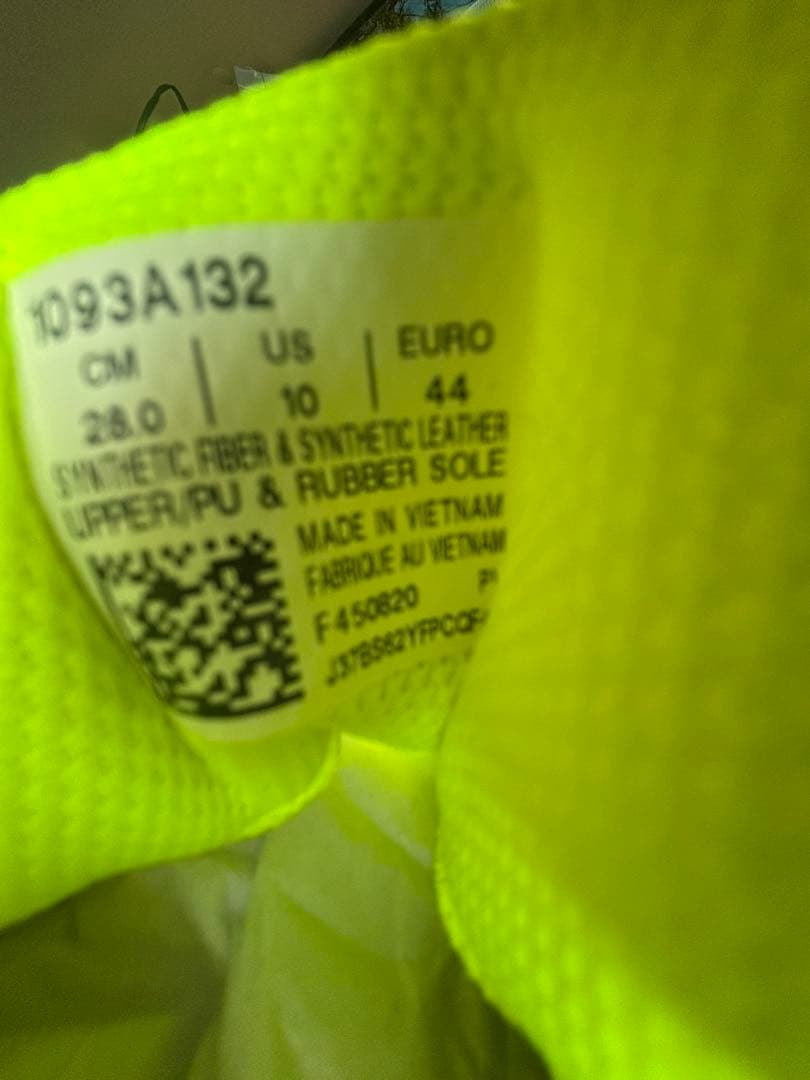 1093A132
CM | US | EURO
28.0 | 10 | 44
SYNTHETIC FIBER & SYNTHETIC LEATHER
UPPER/PU & RUBBER SOLE
MADE IN VIETNAM
FABRIQUE AU VIETNAM
F450820